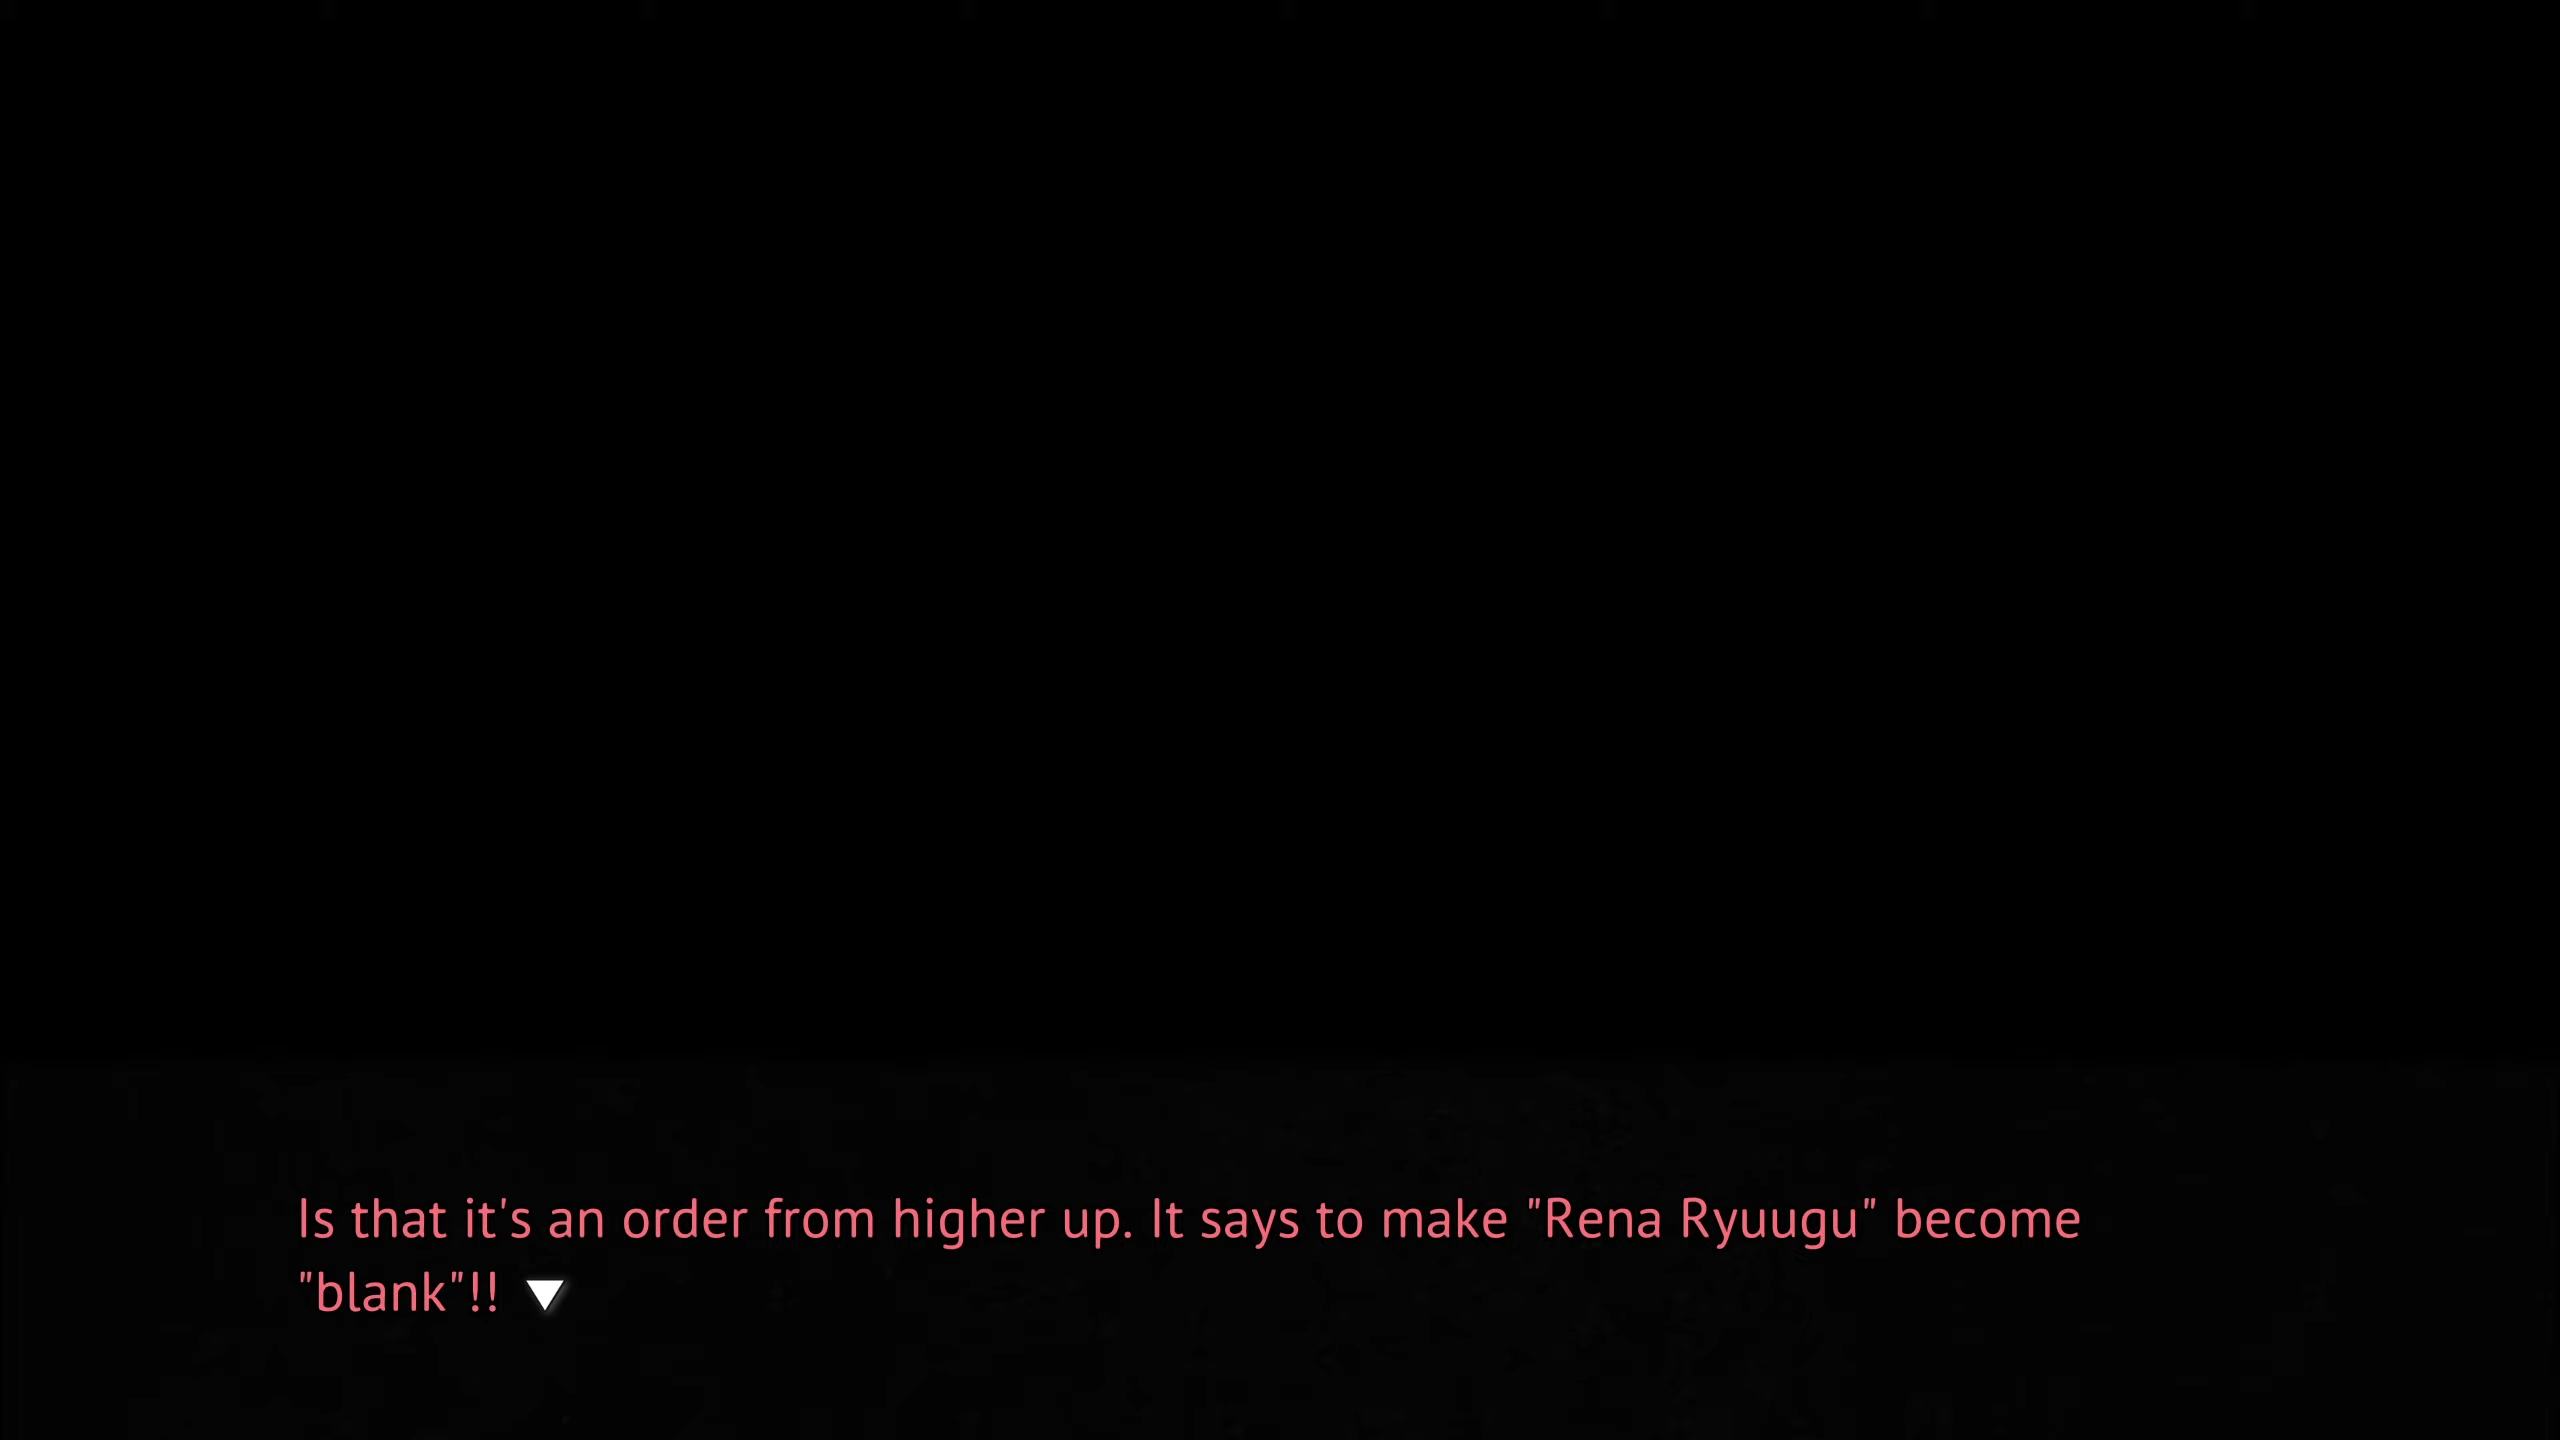 Is that it's an order from higher up. It says to make "Rena Ryuugu" become
"blank"!!